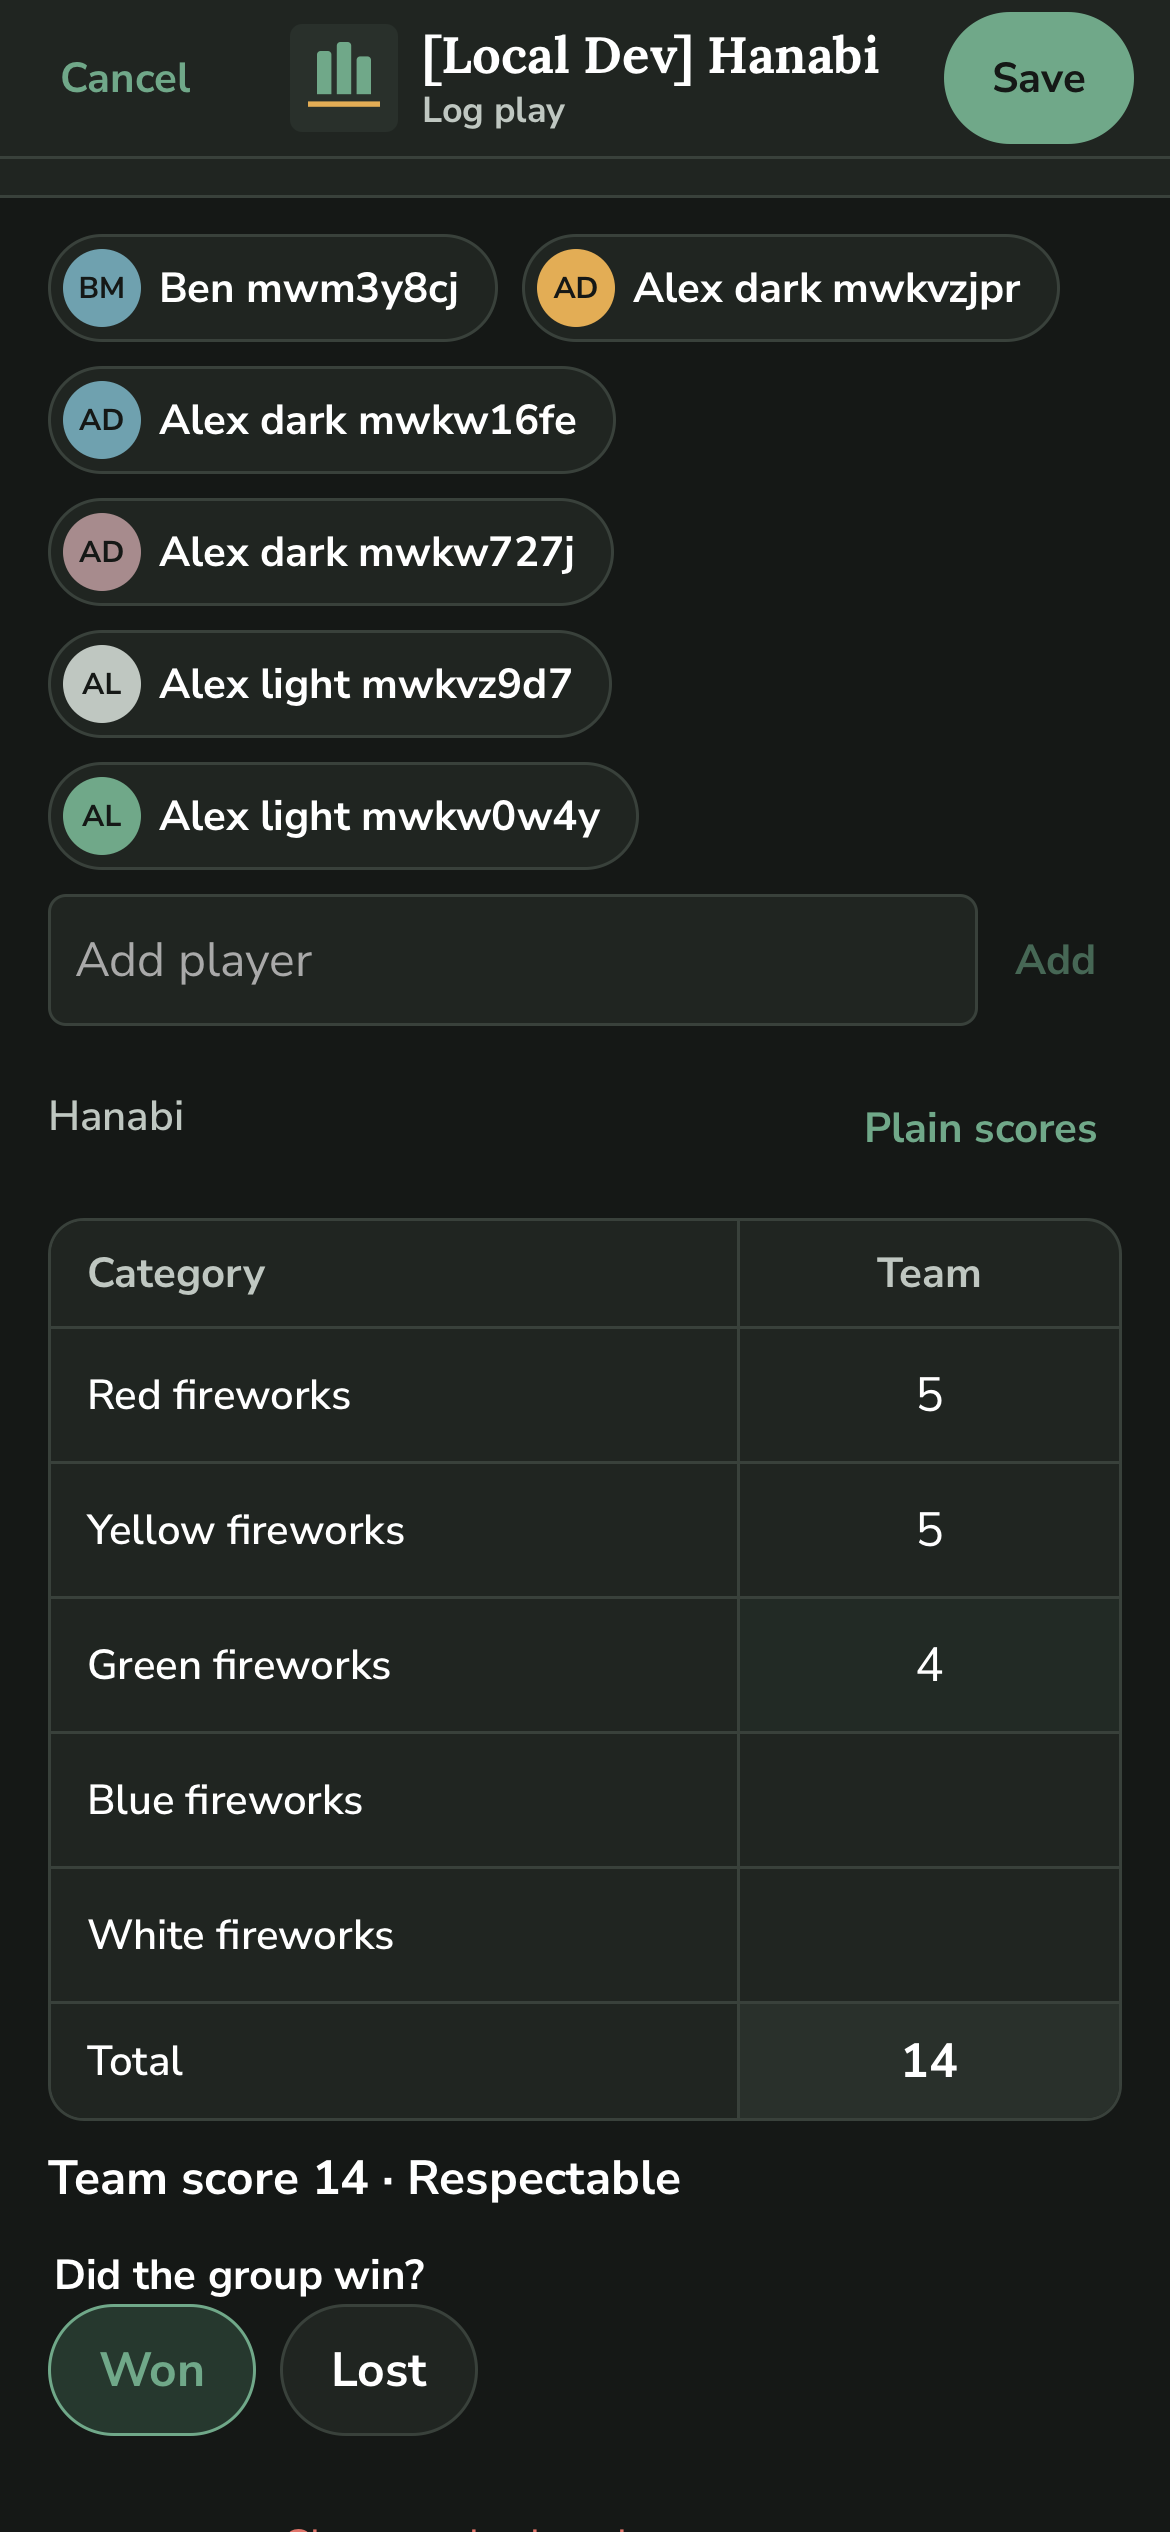 Cancel
[Local Dev] Hanabi
Log play
Save
BM Ben mwm3y8cj
AD Alex dark mwkvzjpr
AD Alex dark mwkw16fe
AD Alex dark mwkw727j
AL Alex light mwkvz9d7
AL Alex light mwkw0w4y
Add player
Add
Hanabi
Plain scores
Category Team
Red fireworks 5
Yellow fireworks 5
Green fireworks 4
Blue fireworks
White fireworks
Total 14
Team score 14 · Respectable
Did the group win?
Won
Lost